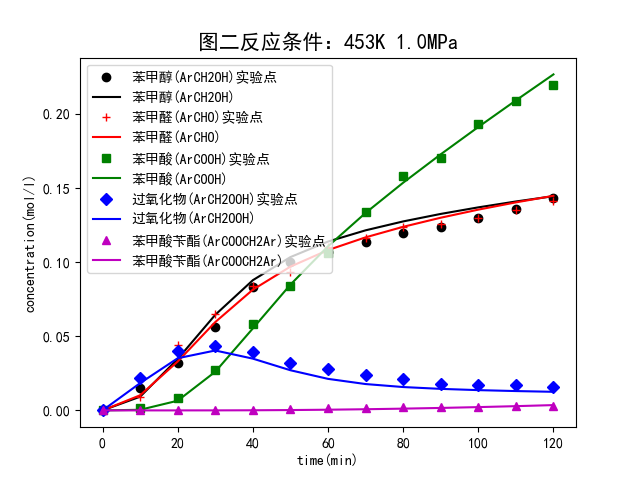 图二反应条件：453K 1.0MPa
苯甲醇(ArCH2OH)实验点
苯甲醇(ArCH2OH)
苯甲醛(ArCHO)实验点
苯甲醛(ArCHO)
苯甲酸(ArCOOH)实验点
苯甲酸(ArCOOH)
过氧化物(ArCH2OOH)实验点
过氧化物(ArCH2OOH)
苯甲酸苄酯(ArCOOCH2Ar)实验点
苯甲酸苄酯(ArCOOCH2Ar)
concentration(mol/l)
0.20
0.15
0.10
0.05
0.00
0 20 40 60 80 100 120
time(min)